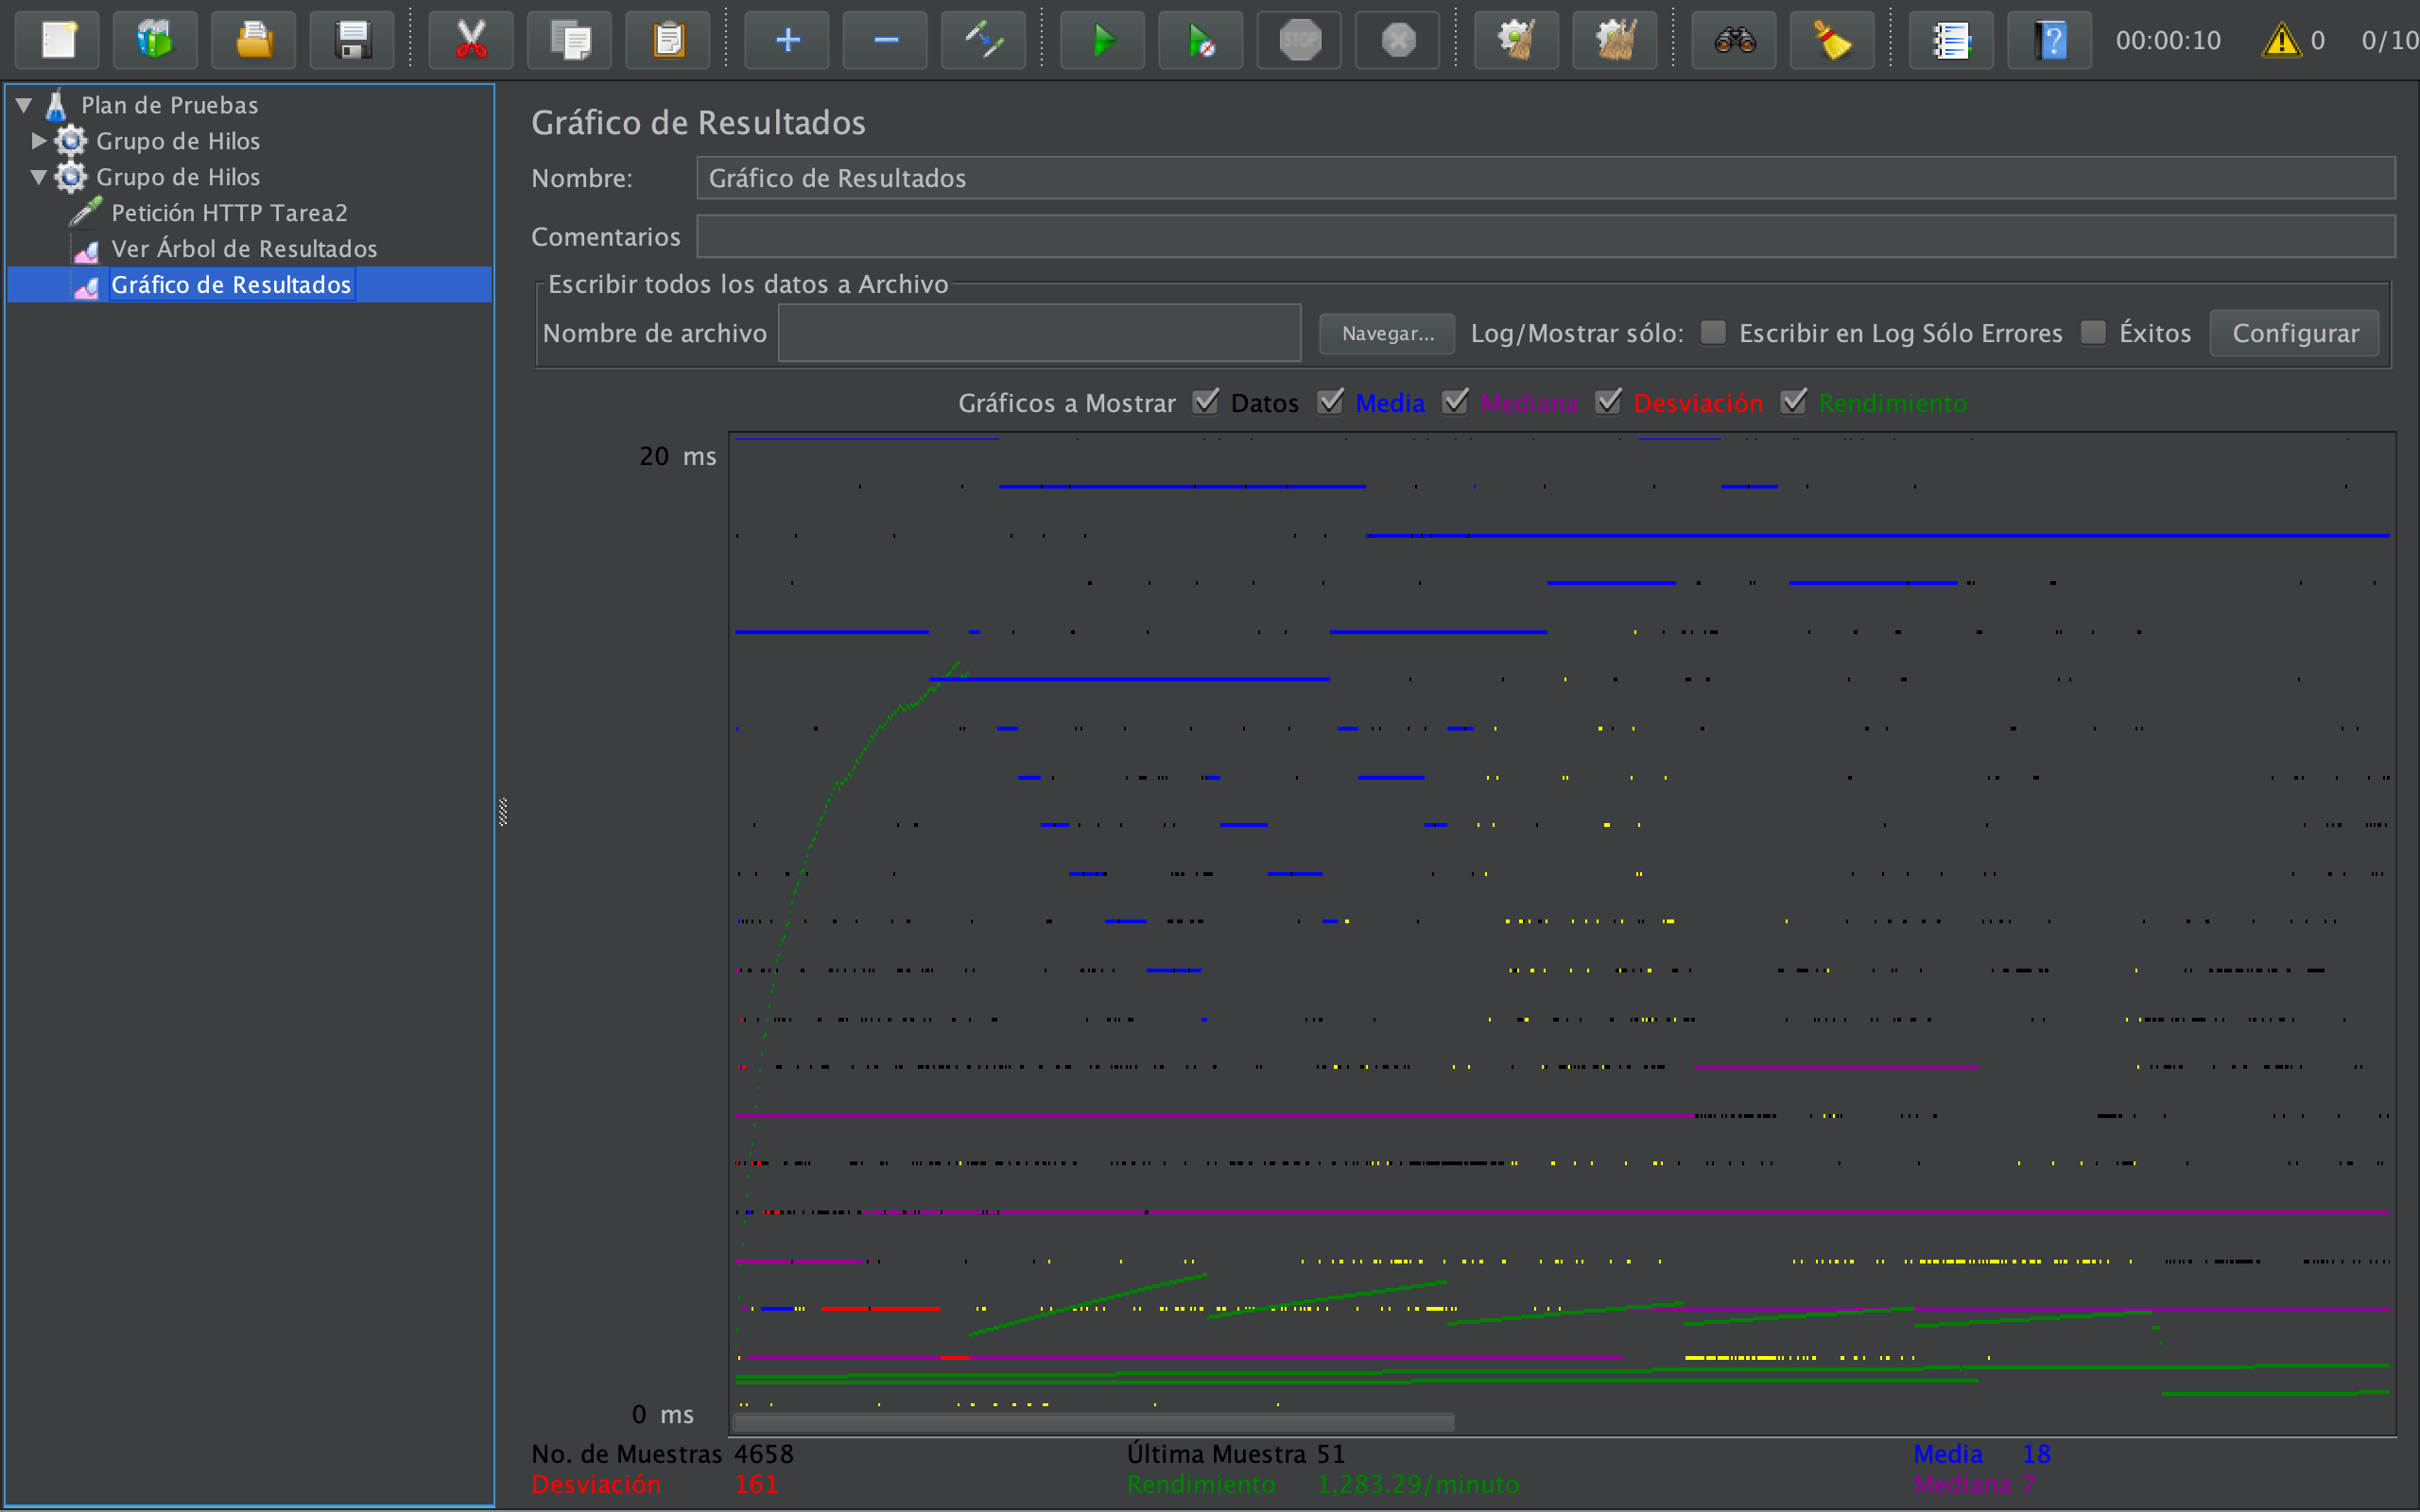 STOP
00:00:10 0 0/10
Plan de Pruebas
Grupo de Hilos
Grupo de Hilos
Petición HTTP Tarea2
Ver Árbol de Resultados
Gráfico de Resultados
Gráfico de Resultados
Nombre: Gráfico de Resultados
Comentarios
Escribir todos los datos a Archivo
Nombre de archivo Navegar... Log/Mostrar sólo: Escribir en Log Sólo Errores Éxitos Configurar
Gráficos a Mostrar Datos Media Mediana Desviación Rendimiento
20 ms
0 ms
No. de Muestras 4658 Última Muestra 51 Media 18
Desviación 161 Rendimiento 1,283.29/minuto Mediana 7